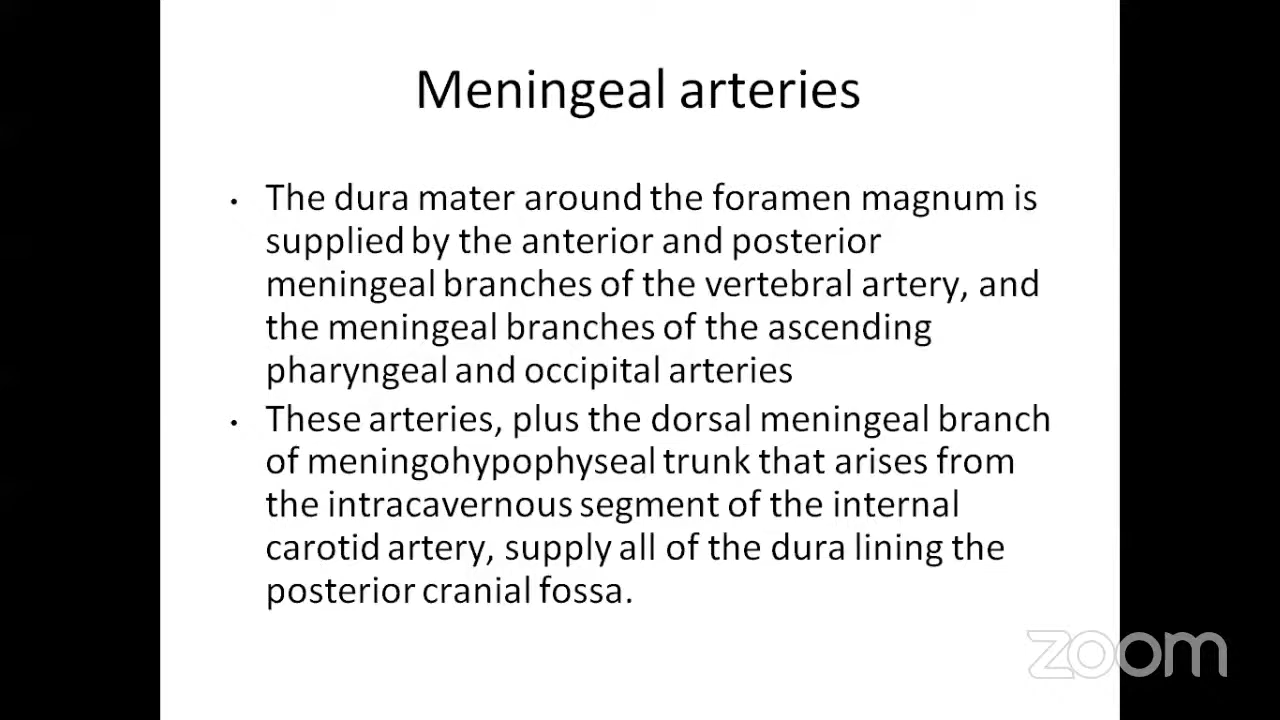 Meningeal arteries
• The dura mater around the foramen magnum is
supplied by the anterior and posterior
meningeal branches of the vertebral artery, and
the meningeal branches of the ascending
pharyngeal and occipital arteries
• These arteries, plus the dorsal meningeal branch
of meningohypophyseal trunk that arises from
the intracavernous segment of the internal
carotid artery, supply all of the dura lining the
posterior cranial fossa.
zoom